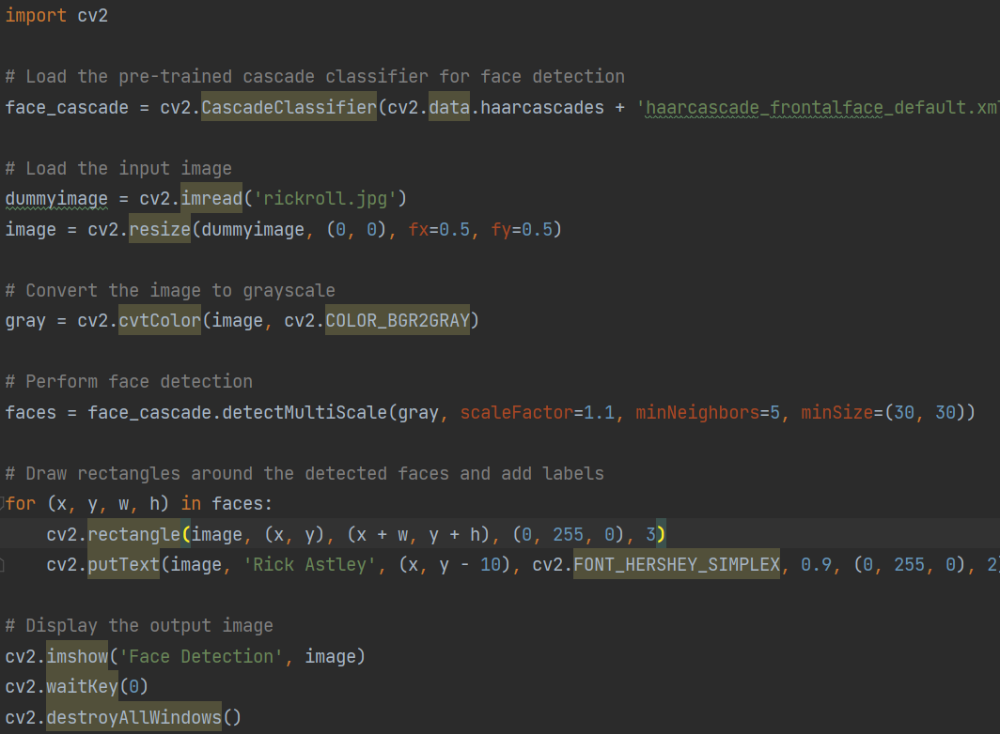 import cv2
# Load the pre-trained cascade classifier for face detection
face_cascade = cv2.CascadeClassifier(cv2.data.haarcascades + 'haarcascade_frontalface_default.xm
# Load the input image
dummyimage = cv2.imread('rickroll.jpg')
image = cv2.resize(dummyimage, (0, 0), fx=0.5, fy=0.5)
# Convert the image to grayscale
gray = cv2.cvtColor(image, cv2.COLOR_BGR2GRAY)
# Perform face detection
faces = face_cascade.detectMultiScale(gray, scaleFactor=1.1, minNeighbors=5, minSize=(30, 30))
# Draw rectangles around the detected faces and add labels
for (x, y, w, h) in faces:
    cv2.rectangle(image, (x, y), (x + w, y + h), (0, 255, 0), 3)
    cv2.putText(image, 'Rick Astley', (x, y - 10), cv2.FONT_HERSHEY_SIMPLEX, 0.9, (0, 255, 0), 2)
# Display the output image
cv2.imshow('Face Detection', image)
cv2.waitKey(0)
cv2.destroyAllWindows()